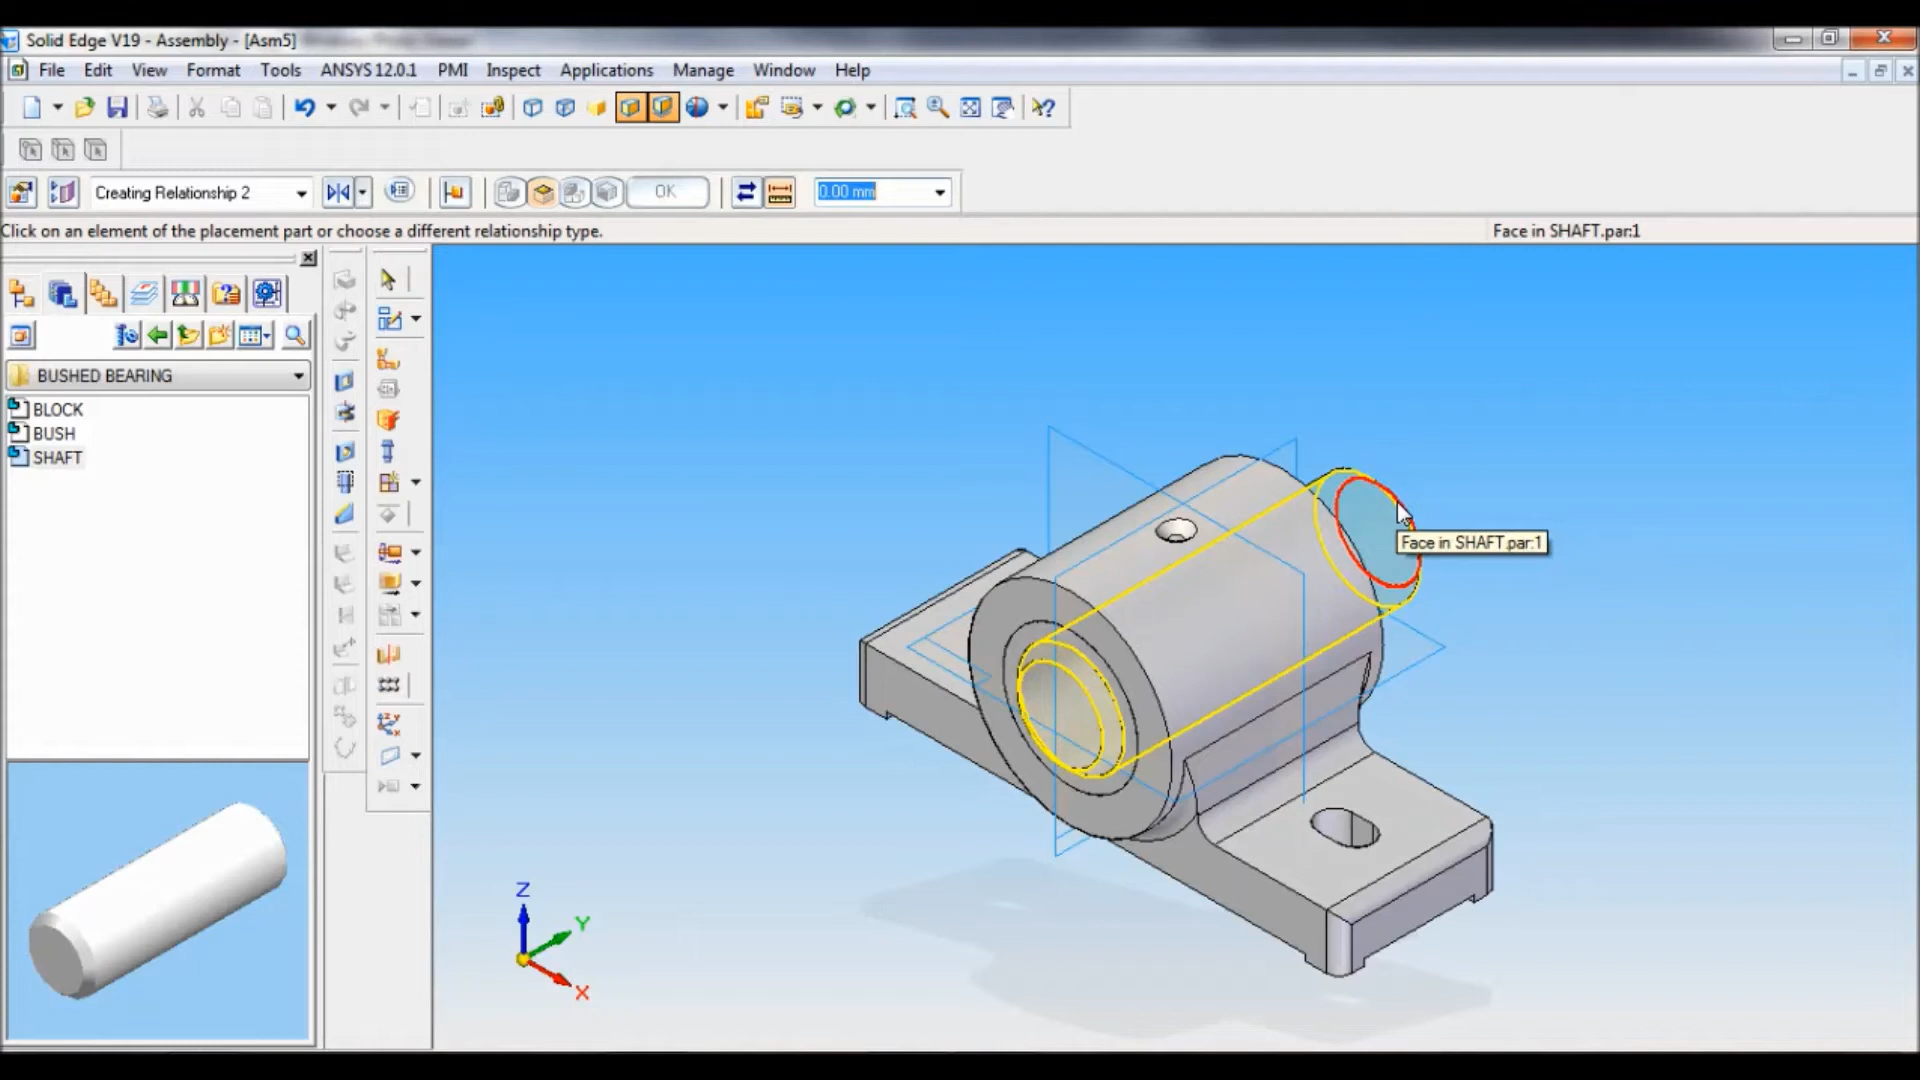 Solid Edge V19 - Assembly - [Asm5]
File Edit View Format Tools ANSYS 12.0.1 PMI Inspect Applications Manage Window Help
Creating Relationship 2 OK 0.00 mm
Click on an element of the placement part or choose a different relationship type. Face in SHAFT.par:1
BUSHED BEARING
BLOCK
BUSH
SHAFT
Face in SHAFT.par:1
Z
Y
X